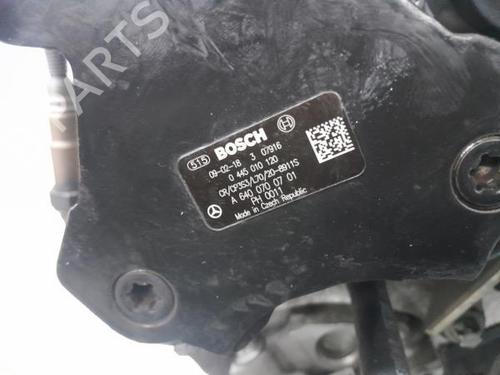 515 BOSCH
09-02-18 3 07916
0 445 010 120
CR/CP3S3/L70/20-8911S
A 640 070 07 01
PH 0011
Made in Czech Republic
PARTS